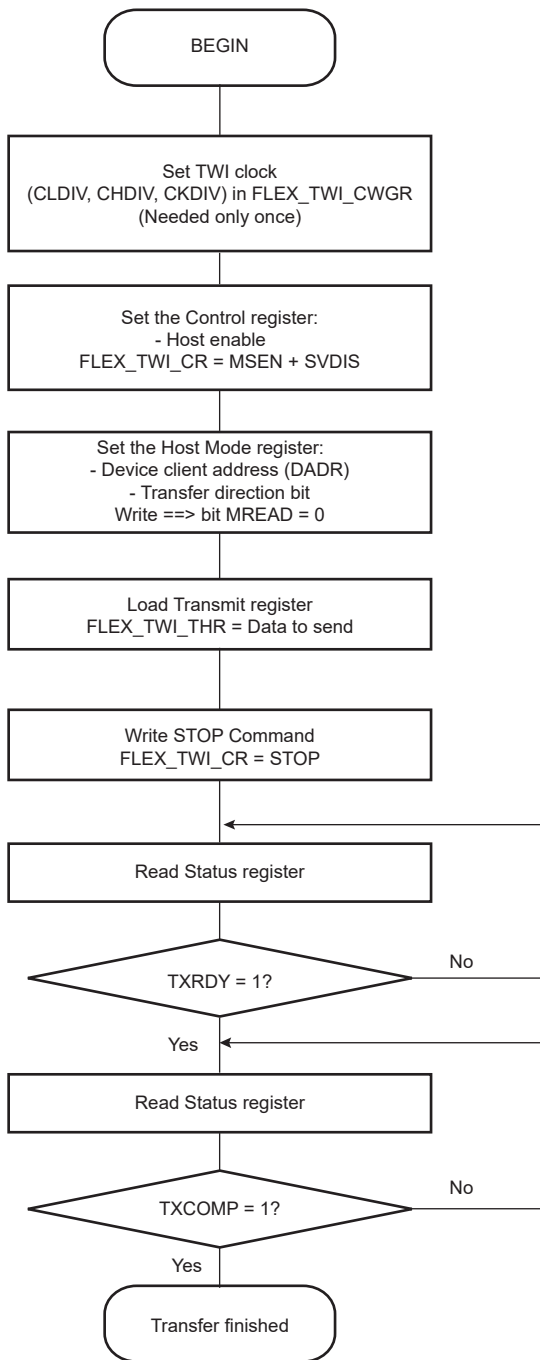 BEGIN
Set TWI clock
(CLDIV, CHDIV, CKDIV) in FLEX_TWI_CWGR
(Needed only once)
Set the Control register:
- Host enable
FLEX_TWI_CR = MSEN + SVDIS
Set the Host Mode register:
- Device client address (DADR)
- Transfer direction bit
Write ==> bit MREAD = 0
Load Transmit register
FLEX_TWI_THR = Data to send
Write STOP Command
FLEX_TWI_CR = STOP
Read Status register
TXRDY = 1?
No
Yes
Read Status register
TXCOMP = 1?
No
Yes
Transfer finished